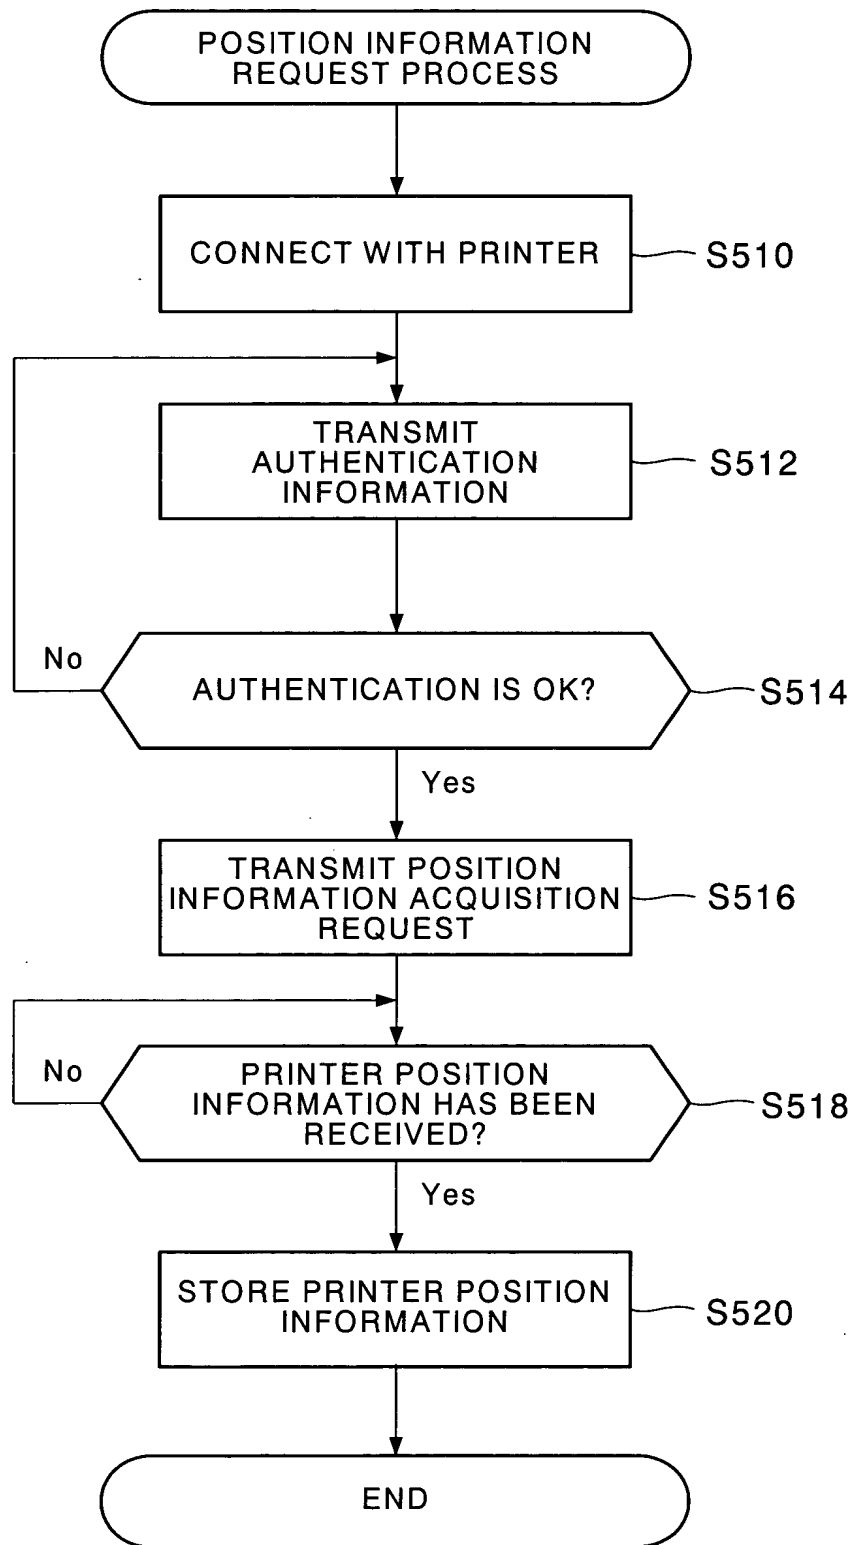 POSITION INFORMATION
REQUEST PROCESS
CONNECT WITH PRINTER
S510
TRANSMIT
AUTHENTICATION
INFORMATION
S512
No
AUTHENTICATION IS OK?
S514
Yes
TRANSMIT POSITION
INFORMATION ACQUISITION
REQUEST
S516
No
PRINTER POSITION
INFORMATION HAS BEEN
RECEIVED?
S518
Yes
STORE PRINTER POSITION
INFORMATION
S520
END